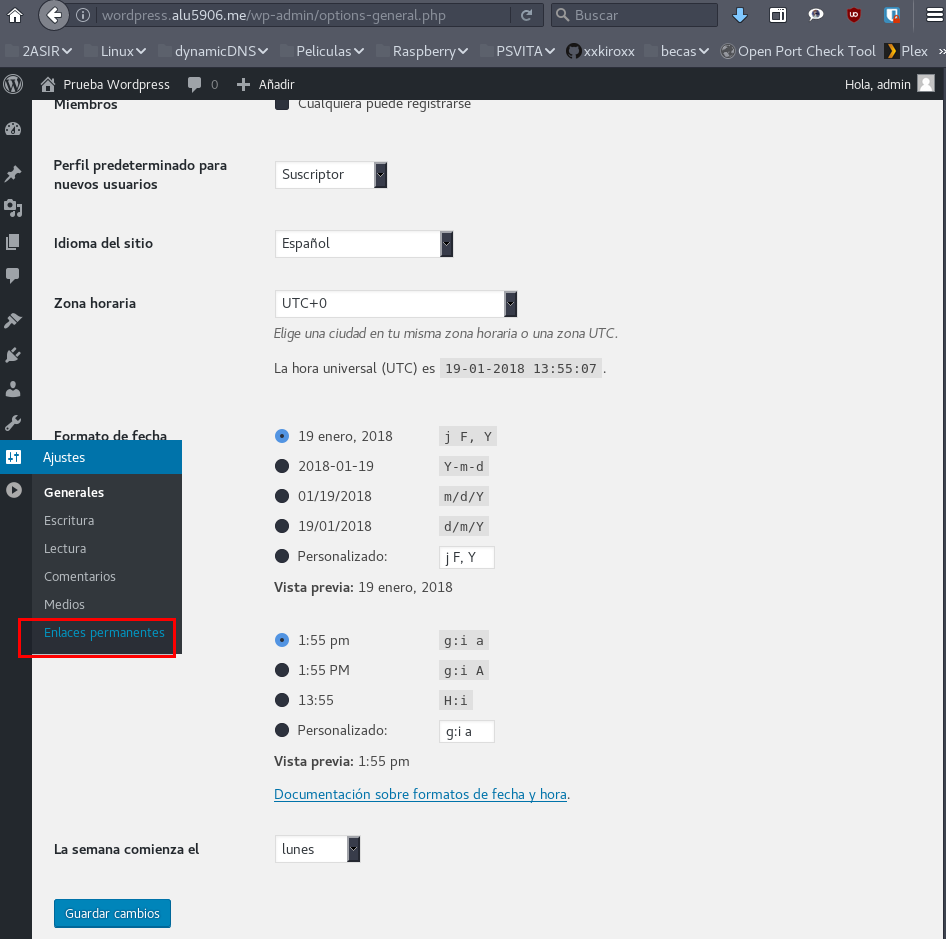 wordpress.alu5906.me/wp-admin/options-general.php
Buscar
2ASIR
Linux
dynamicDNS
Peliculas
Raspberry
PSVITA
xxkiroxx
becas
Open Port Check Tool
Plex
»
Prueba Wordpress
0
Añadir
Hola, admin
Miembros
Cualquiera puede registrarse
Perfil predeterminado para
nuevos usuarios
Suscriptor
Idioma del sitio
Español
Zona horaria
UTC+0
Elige una ciudad en tu misma zona horaria o una zona UTC.
La hora universal (UTC) es 19-01-2018 13:55:07 .
Formato de fecha
19 enero, 2018 j F, Y
2018-01-19 Y-m-d
01/19/2018 m/d/Y
19/01/2018 d/m/Y
Personalizado: j F, Y
Vista previa: 19 enero, 2018
Ajustes
Generales
Escritura
Lectura
Comentarios
Medios
Enlaces permanentes
1:55 pm g:i a
1:55 PM g:i A
13:55 H:i
Personalizado: g:i a
Vista previa: 1:55 pm
Documentación sobre formatos de fecha y hora.
La semana comienza el
lunes
Guardar cambios